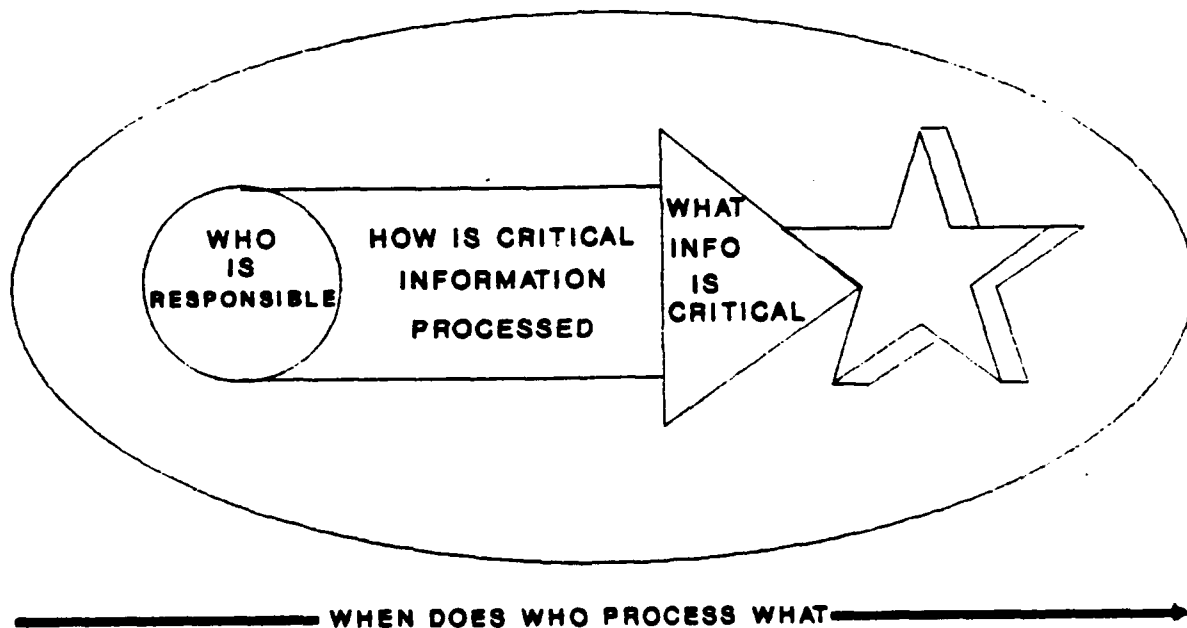 WHO
IS
RESPONSIBLE
HOW IS CRITICAL
INFORMATION
PROCESSED
WHAT
INFO
IS
CRITICAL
WHEN DOES WHO PROCESS WHAT